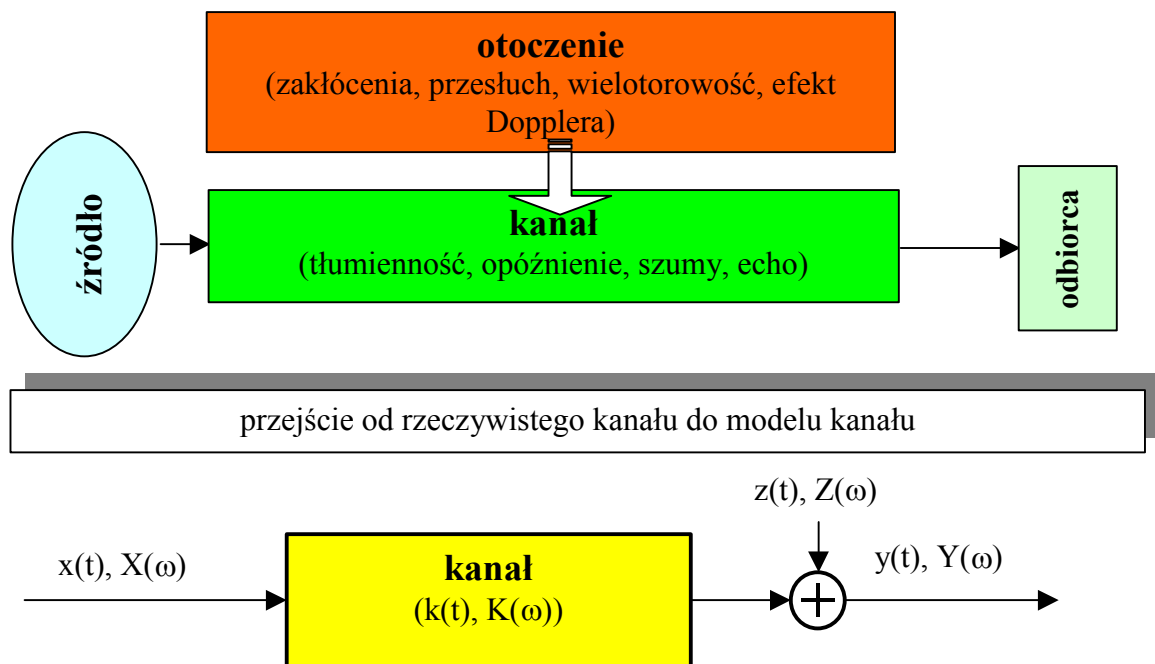 otoczenie
(zakłócenia, przesłuch, wielotorowość, efekt
Dopplera)
źródło
kanał
(tłumienność, opóźnienie, szumy, echo)
odbiorca
przejście od rzeczywistego kanału do modelu kanału
z(t), Z(ω)
x(t), X(ω)
kanał
(k(t), K(ω))
y(t), Y(ω)